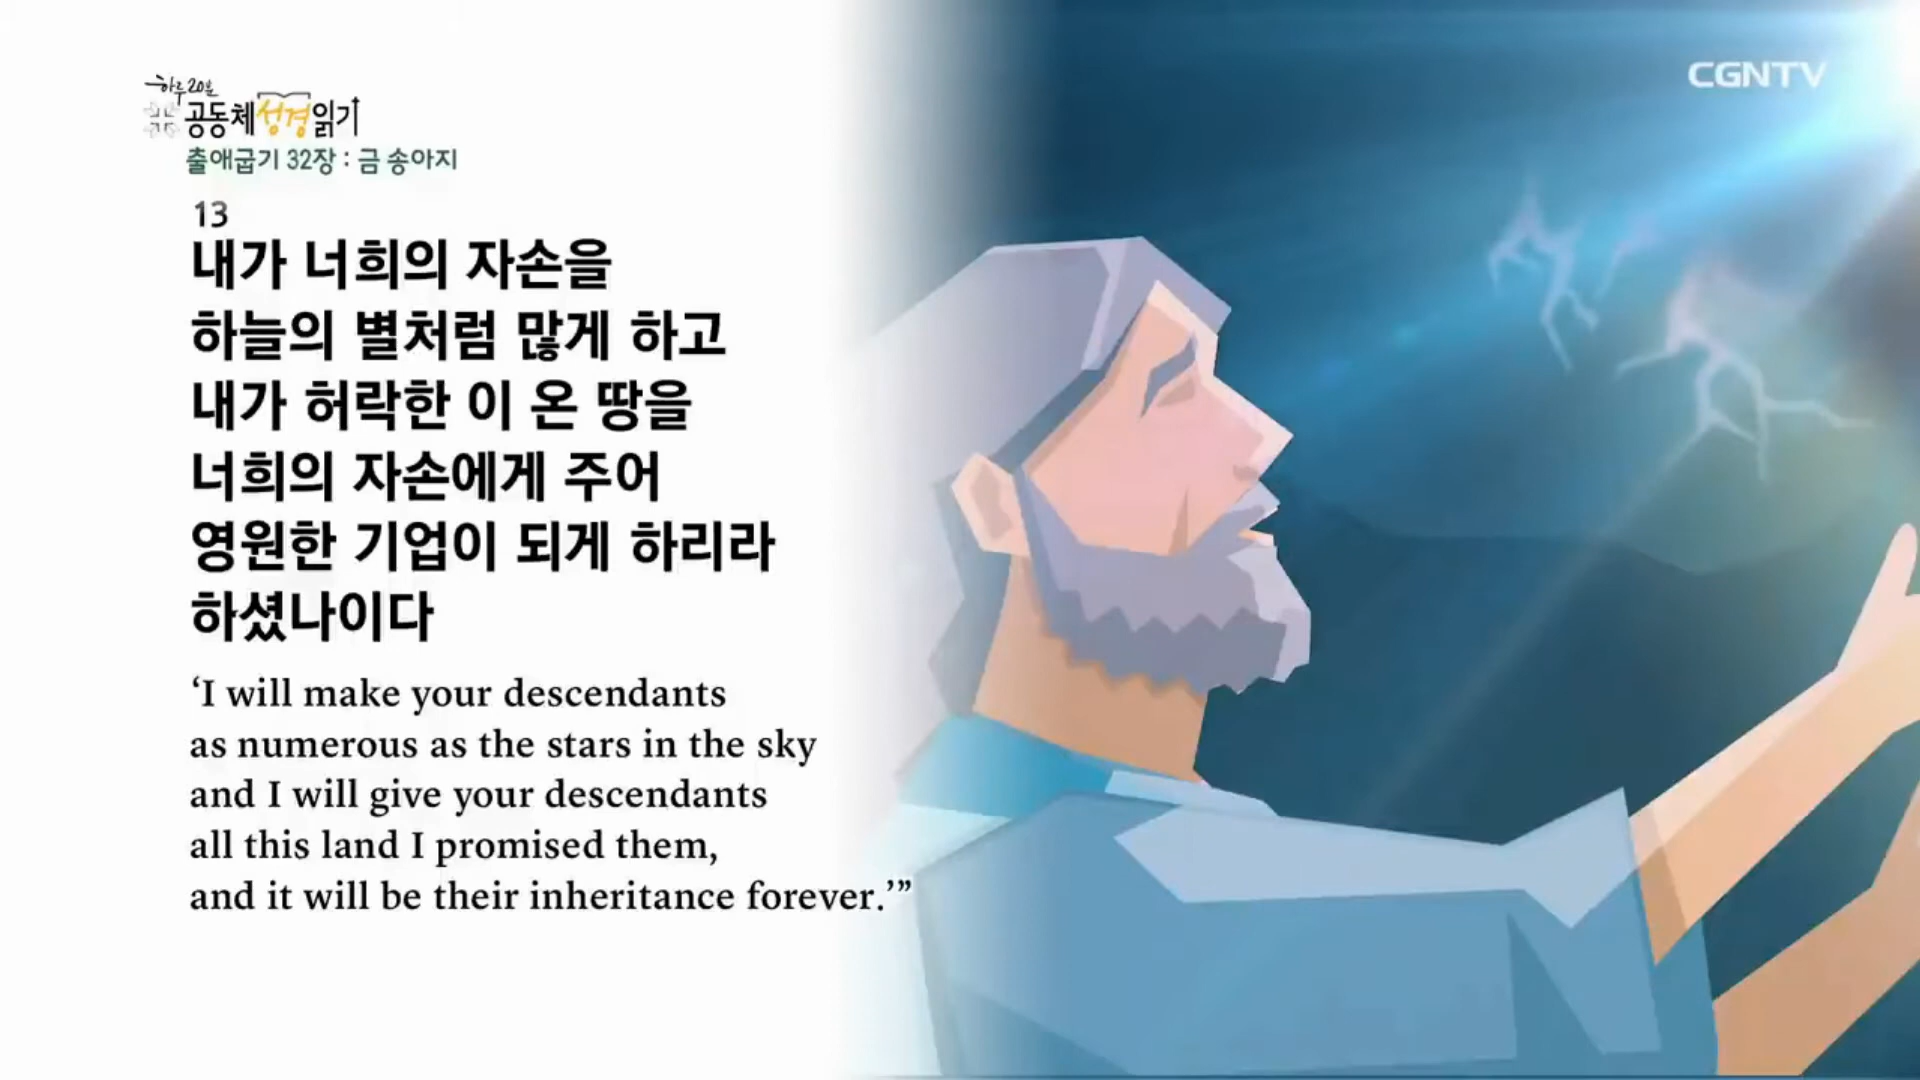 하루 20분
공동체성경읽기
출애굽기 32장 : 금 송아지
CGNTV
13
내가 너희의 자손을
하늘의 별처럼 많게 하고
내가 허락한 이 온 땅을
너희의 자손에게 주어
영원한 기업이 되게 하리라
하셨나이다
‘I will make your descendants
as numerous as the stars in the sky
and I will give your descendants
all this land I promised them,
and it will be their inheritance forever.’”